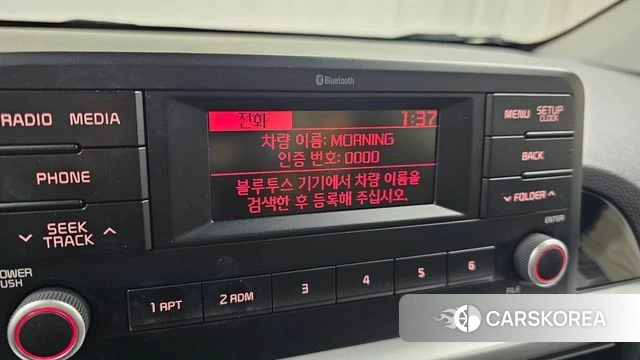 Bluetooth
RADIO MEDIA
PHONE
SEEK
TRACK
POWER
PUSH
전화 1:37
차량 이름: MORNING
인증 번호: 0000
블루투스 기기에서 차량 이름을
검색한 후 등록해 주십시오.
MENU SETUP
CLOCK
BACK
FOLDER
ENTER
1 RPT 2 RDM 3 4 5 6
FILE
CARSKOREA